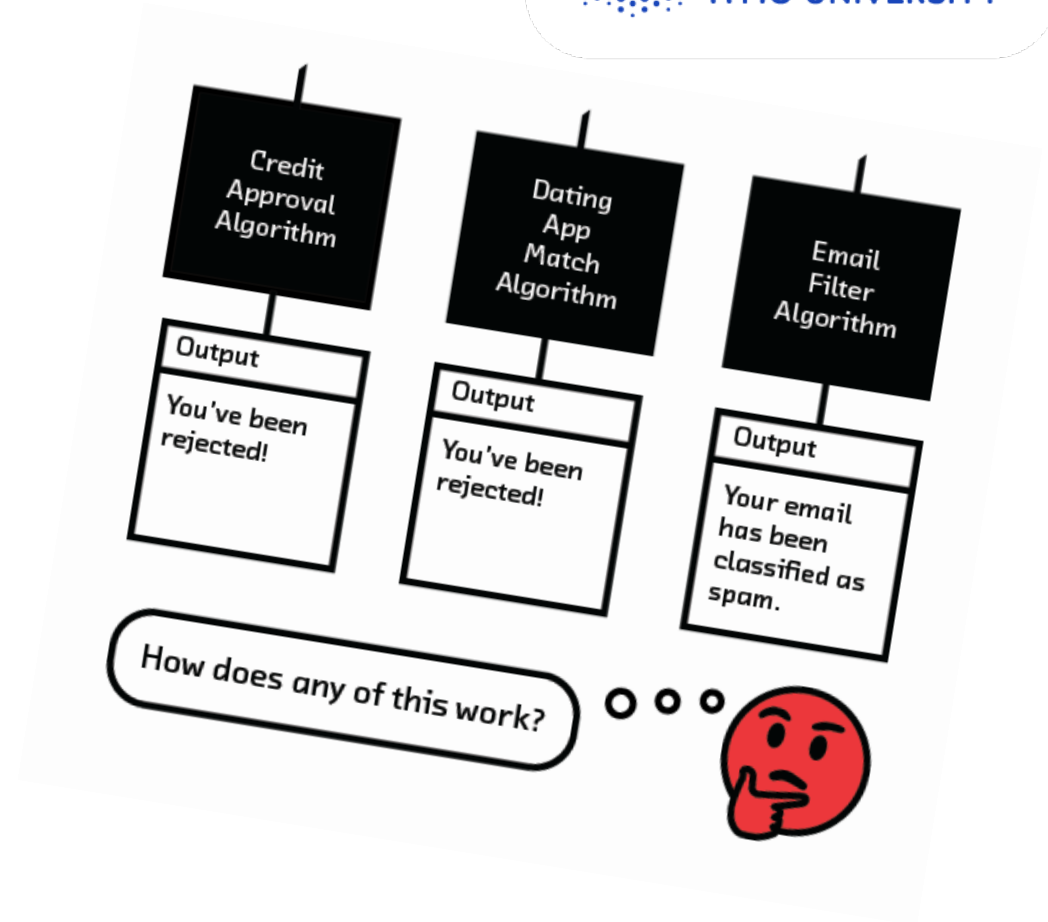 UNIVERSITY
Credit
Approval
Algorithm
Dating
App
Match
Algorithm
Email
Filter
Algorithm
Output
You've been
rejected!
Output
You've been
rejected!
Output
Your email
has been
classified as
spam.
How does any of this work?